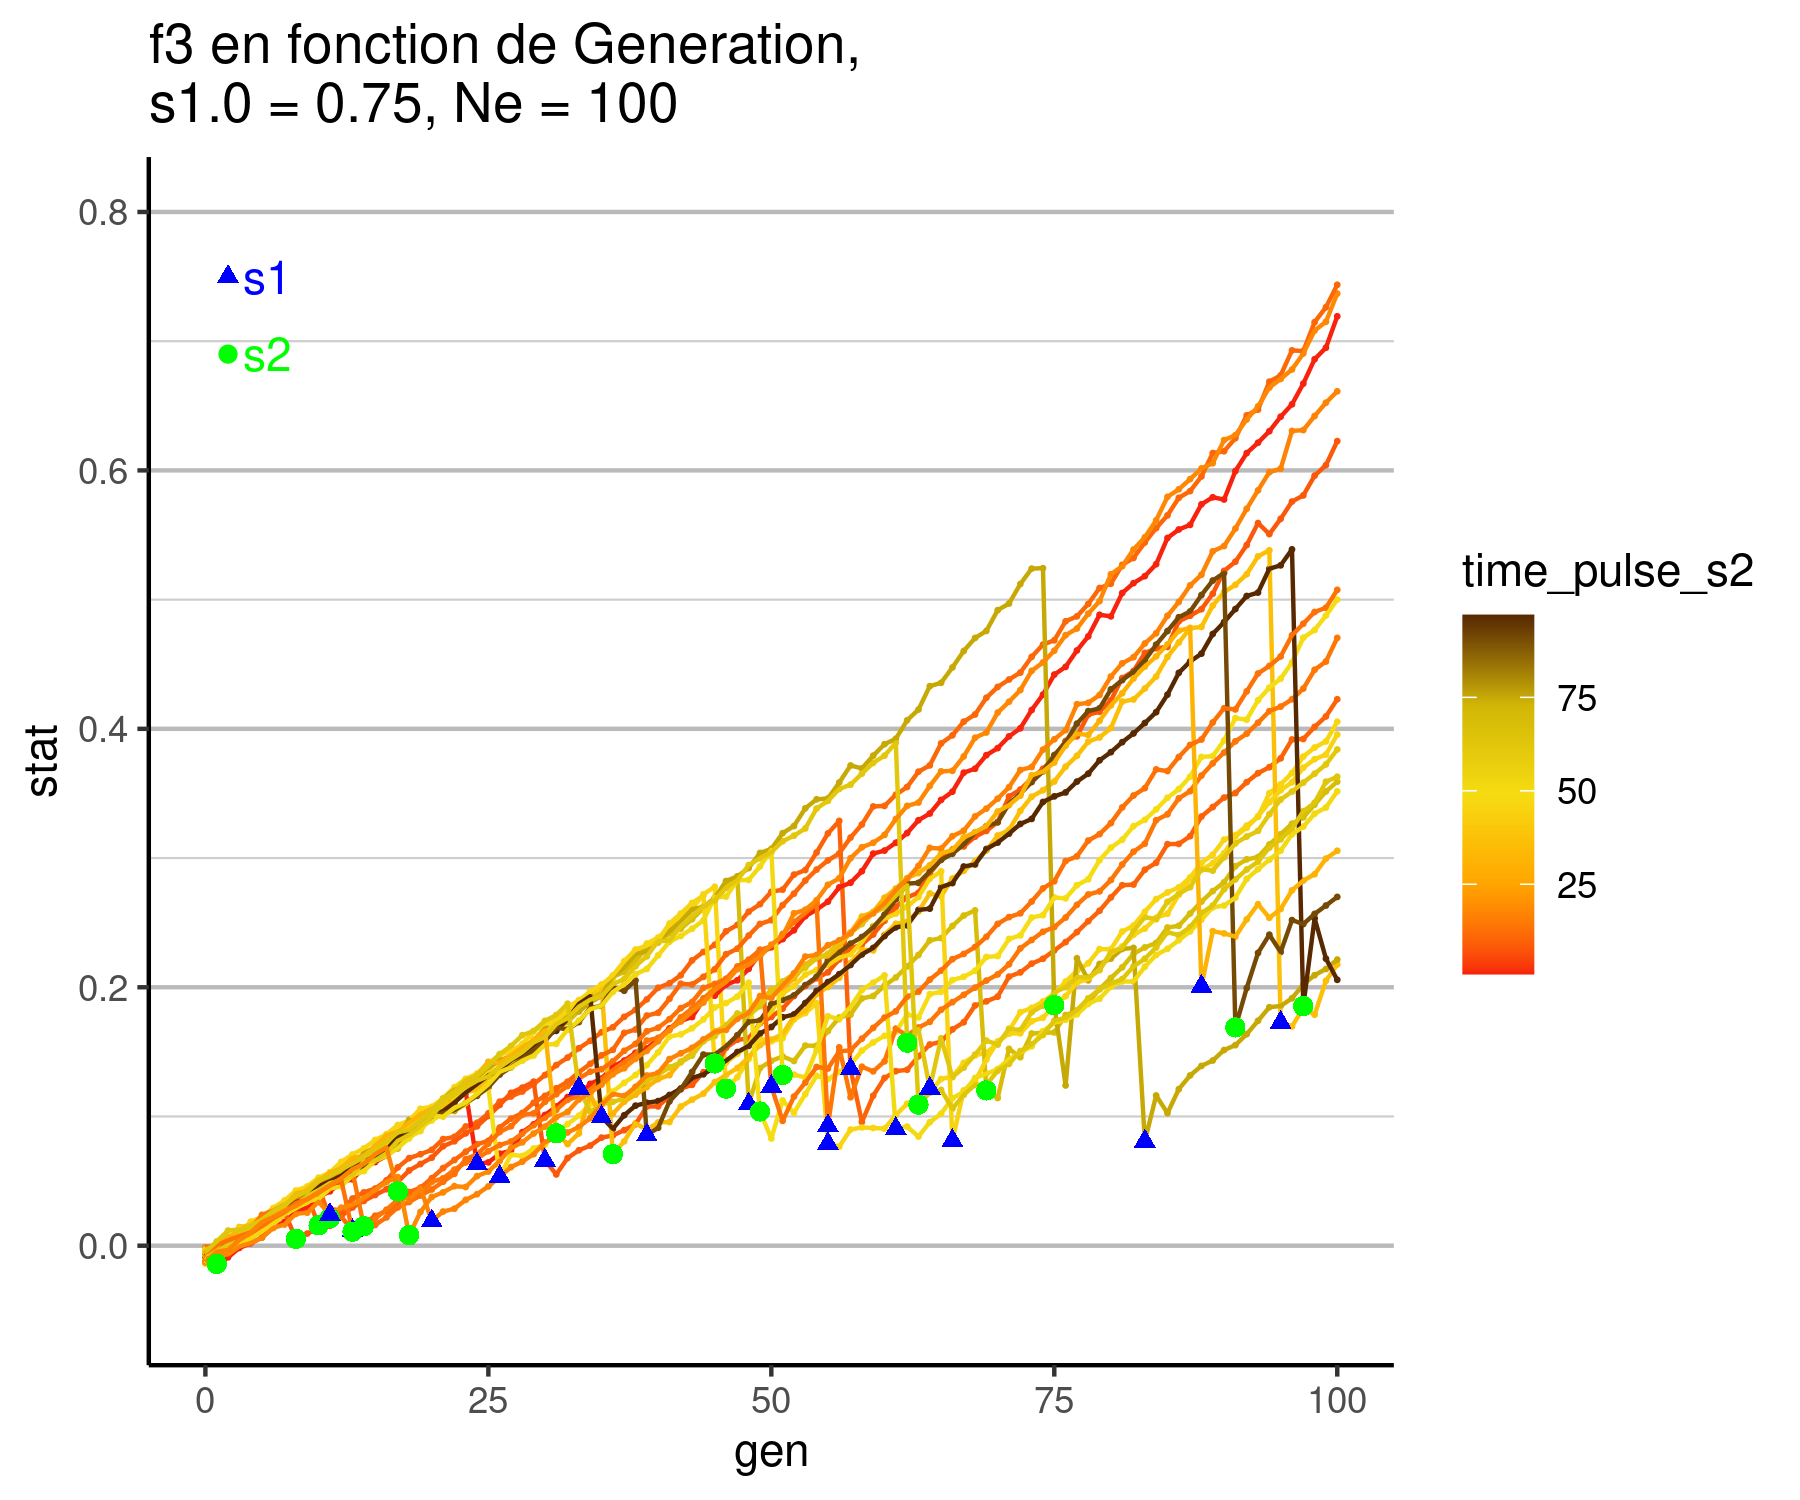 f3 en fonction de Generation,
s1.0 = 0.75, Ne = 100
0.8
s1
s2
0.6
0.4
0.2
0.0
stat
0 25 50 75 100
gen
time_pulse_s2
75
50
25